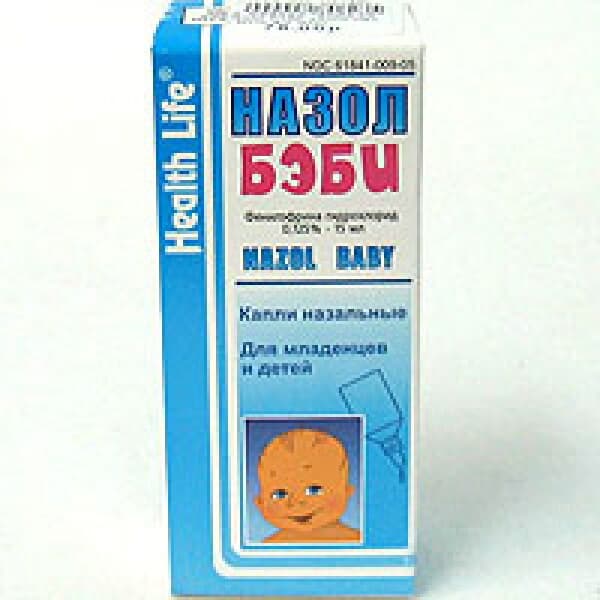 NDC 61841-009-05
НАЗОЛ
БЭБИ
Фенилэфрина гидрохлорид
0,125% - 15 мл
NAZOL BABY
Капли назальные
Для младенцев
и детей
Health Life®